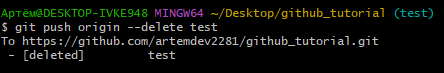 Артём@DESKTOP-IVKE948 MINGW64 ~/Desktop/github_tutorial (test)
$ git push origin --delete test
To https://github.com/artemdev2281/github_tutorial.git
 - [deleted]         test